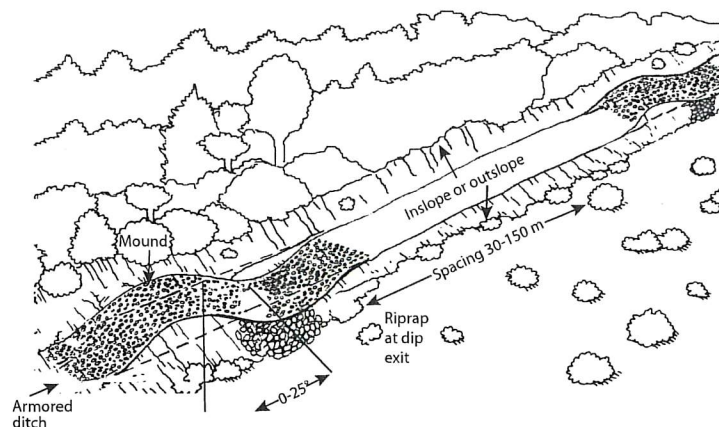 Inslope or outslope
Mound
Spacing 30-150 m
Riprap
at dip
exit
0-25°
Armored
ditch